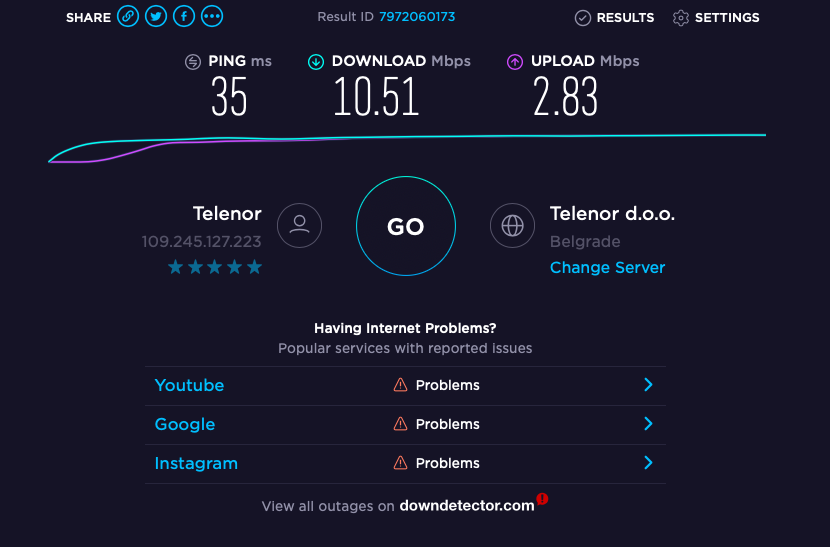 SHARE Result ID 7972060173 RESULTS SETTINGS
PING ms DOWNLOAD Mbps UPLOAD Mbps
35 10.51 2.83
Telenor GO Telenor d.o.o.
109.245.127.223 Belgrade
Change Server
Having Internet Problems?
Popular services with reported issues
Youtube Problems
Google Problems
Instagram Problems
View all outages on downdetector.com